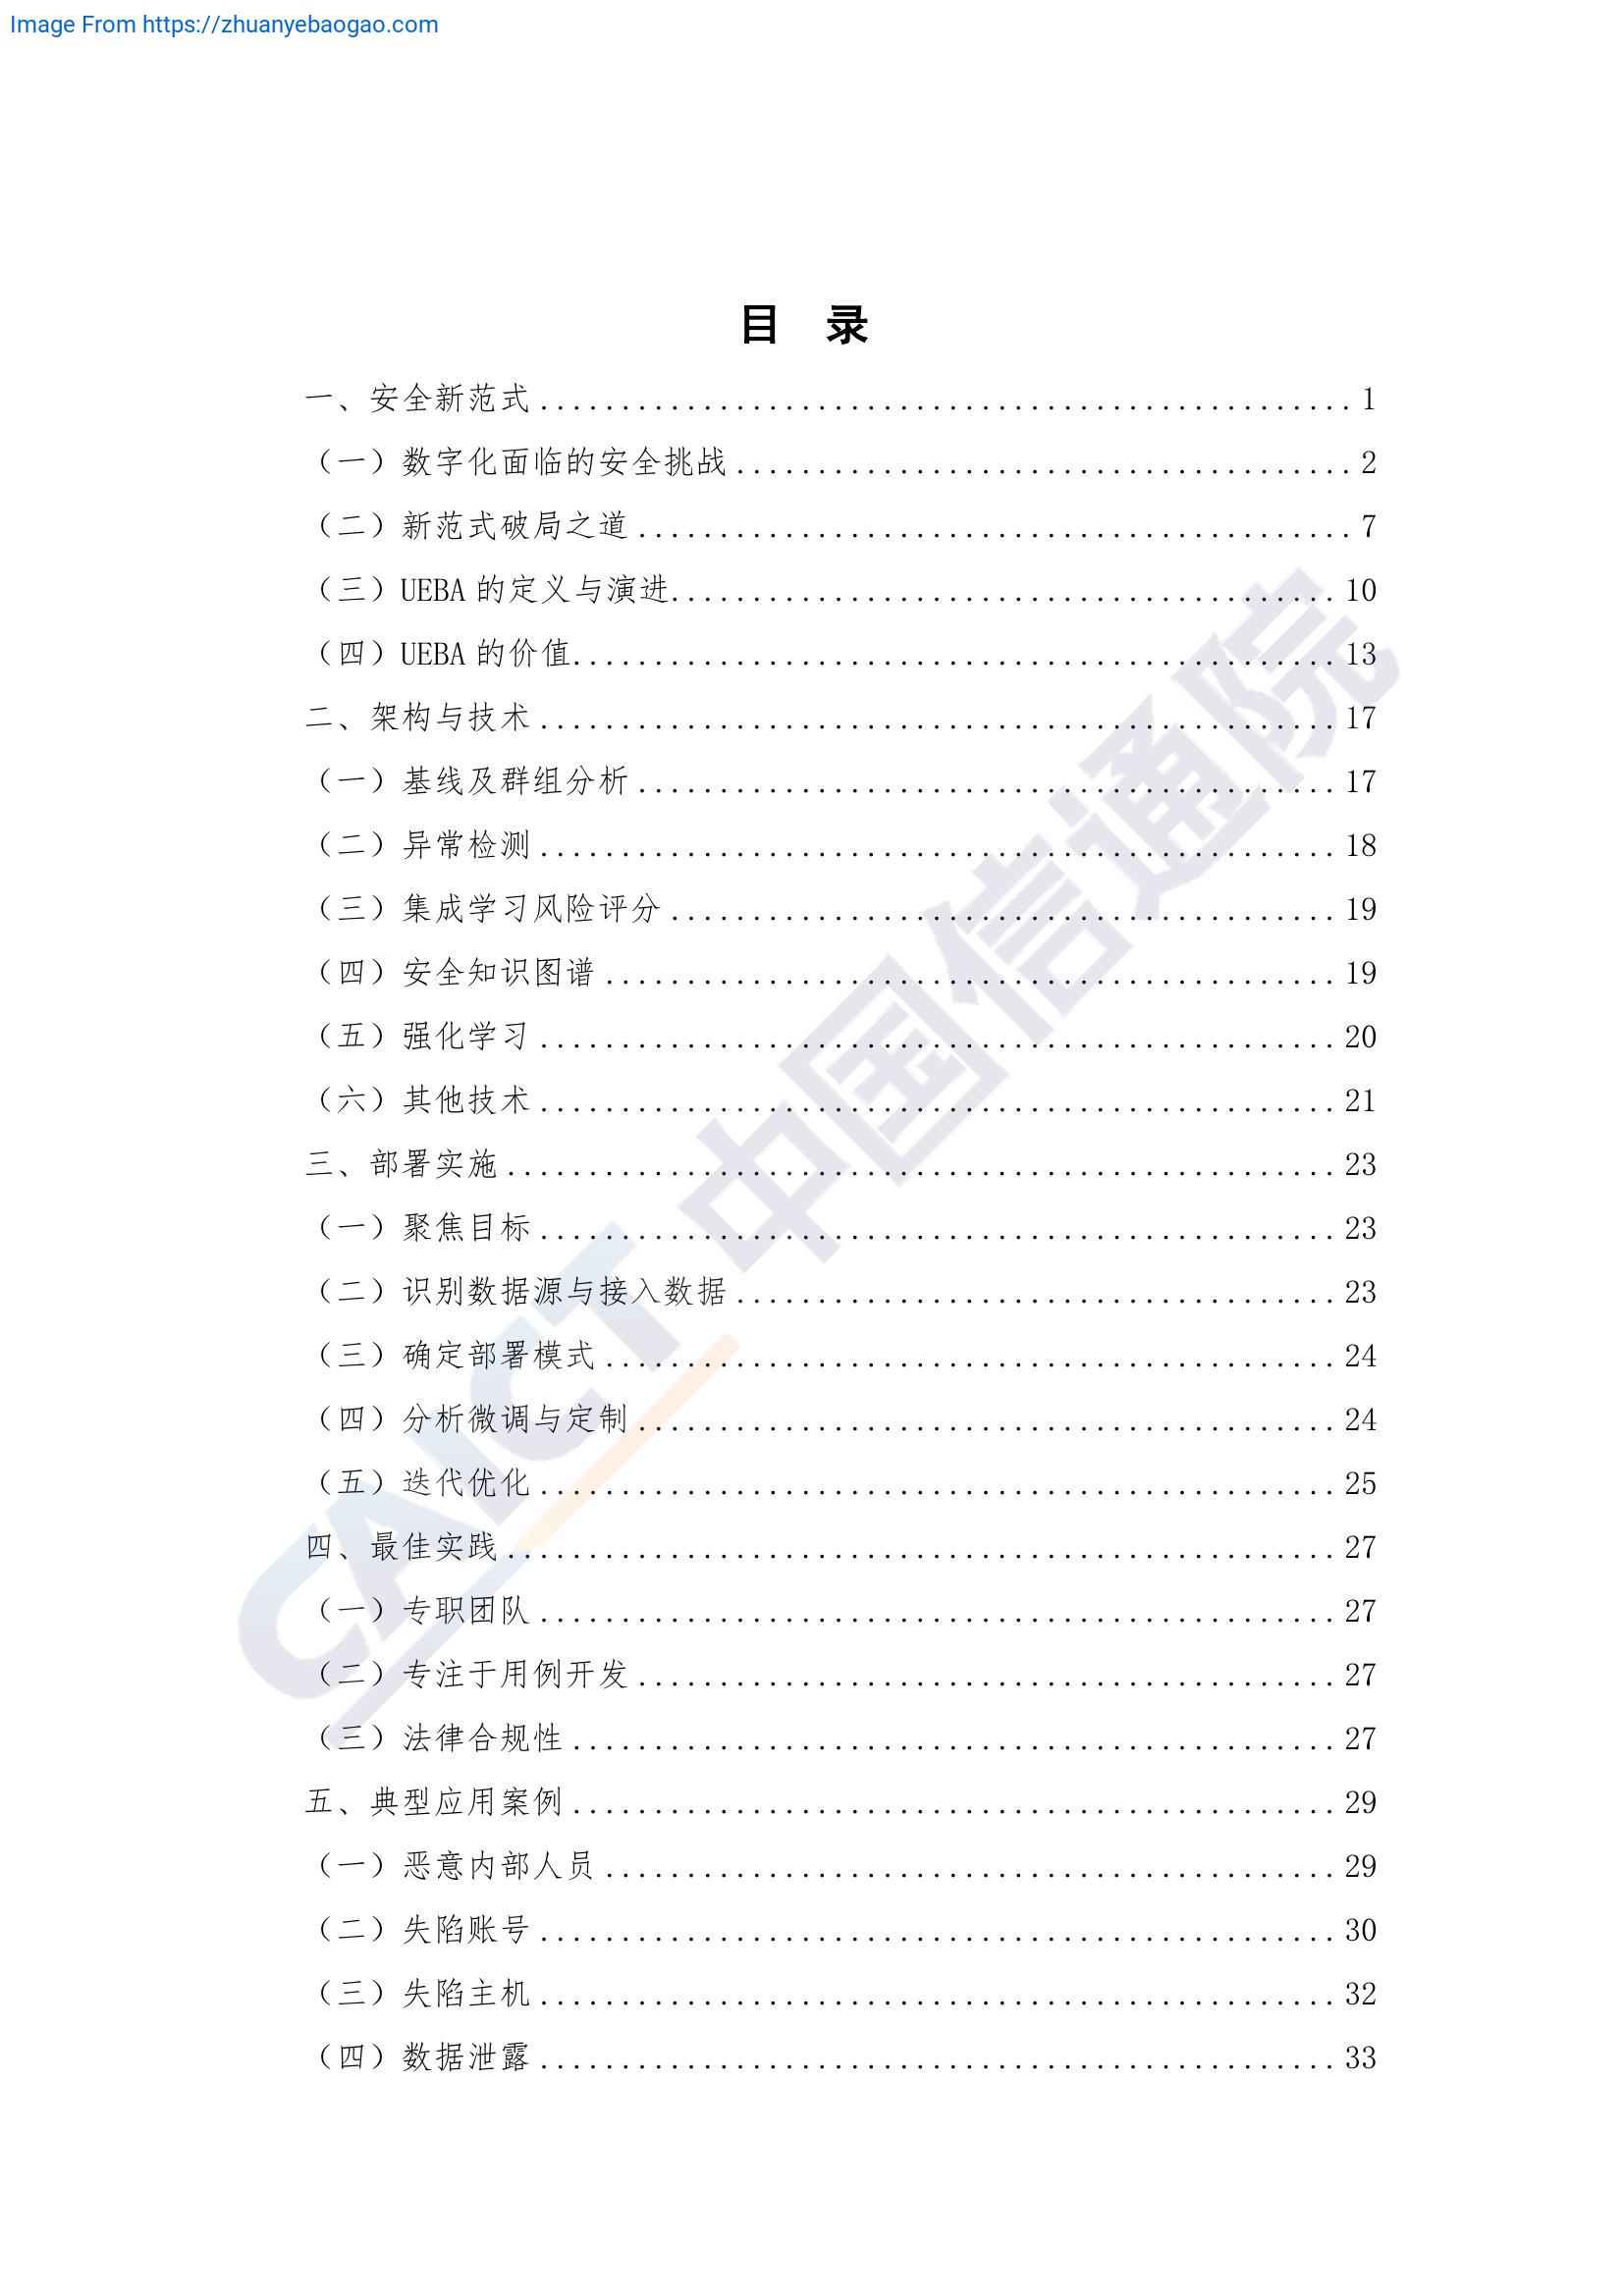 Image From https://zhuanyebaogao.com
目 录
一、安全新范式 .................................................. 1
（一）数字化面临的安全挑战 ...................................... 2
（二）新范式破局之道 ............................................ 7
（三）UEBA 的定义与演进......................................... 10
（四）UEBA 的价值............................................... 13
二、架构与技术 ................................................. 17
（一）基线及群组分析 ........................................... 17
（二）异常检测 ................................................. 18
（三）集成学习风险评分 ......................................... 19
（四）安全知识图谱 ............................................. 19
（五）强化学习 ................................................. 20
（六）其他技术 ................................................. 21
三、部署实施 ................................................... 23
（一）聚焦目标 ................................................. 23
（二）识别数据源与接入数据 ..................................... 23
（三）确定部署模式 ............................................. 24
（四）分析微调与定制 ........................................... 24
（五）迭代优化 ................................................. 25
四、最佳实践 ................................................... 27
（一）专职团队 ................................................. 27
（二）专注于用例开发 ........................................... 27
（三）法律合规性 ............................................... 27
五、典型应用案例 ............................................... 29
（一）恶意内部人员 ............................................. 29
（二）失陷账号 ................................................. 30
（三）失陷主机 ................................................. 32
（四）数据泄露 ................................................. 33
CAICT 中国信通院